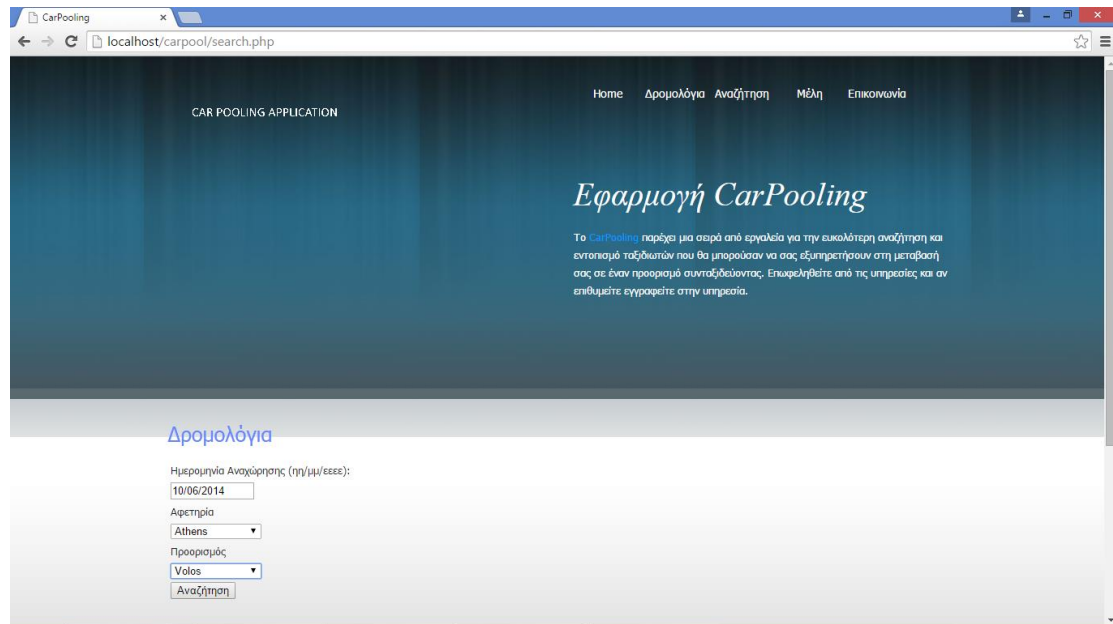 CarPooling
localhost/carpool/search.php
Home Δρομολόγια Αναζήτηση Μέλη Επικοινωνία
CAR POOLING APPLICATION
Εφαρμογή CarPooling
Το CarPooling παρέχει μια σειρά από εργαλεία για την ευκολότερη αναζήτηση και
εντοπισμό ταξιδιωτών που θα μπορούσαν να σας εξυπηρετήσουν στη μεταβασή
σας σε έναν προορισμό συνταξιδεύοντας. Επωφεληθείτε από τις υπηρεσίες και αν
επιθυμείτε εγγραφείτε στην υπηρεσία.
Δρομολόγια
Ημερομηνία Αναχώρησης (ηη/μμ/εεεε):
10/06/2014
Αφετηρία
Athens
Προορισμός
Volos
Αναζήτηση